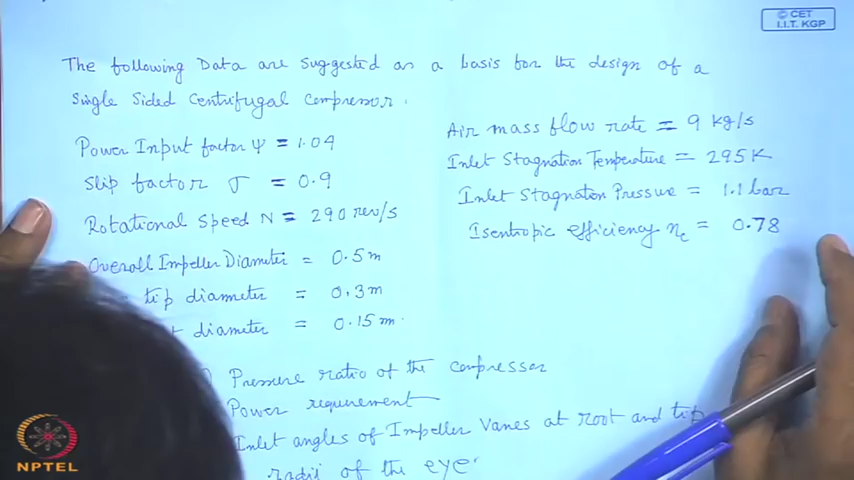 © CET
I.I.T. KGP
The following Data are suggested as a basis for the design of a
Single Sided Centrifugal Compressor.
Power Input factor ψ = 1.04
Slip factor σ = 0.9
Rotational Speed N = 290 rev/s
Overall Impeller Diameter = 0.5 m
tip diameter = 0.3 m
diameter = 0.15 m.
Air mass flow rate = 9 kg/s
Inlet Stagnation Temperature = 295 K
Inlet Stagnation Pressure = 1.1 bar
Isentropic efficiency ηc = 0.78
Pressure ratio of the compressor
Power requirement
Inlet angles of Impeller Vanes at root and tip
radii of the eye.
NPTEL